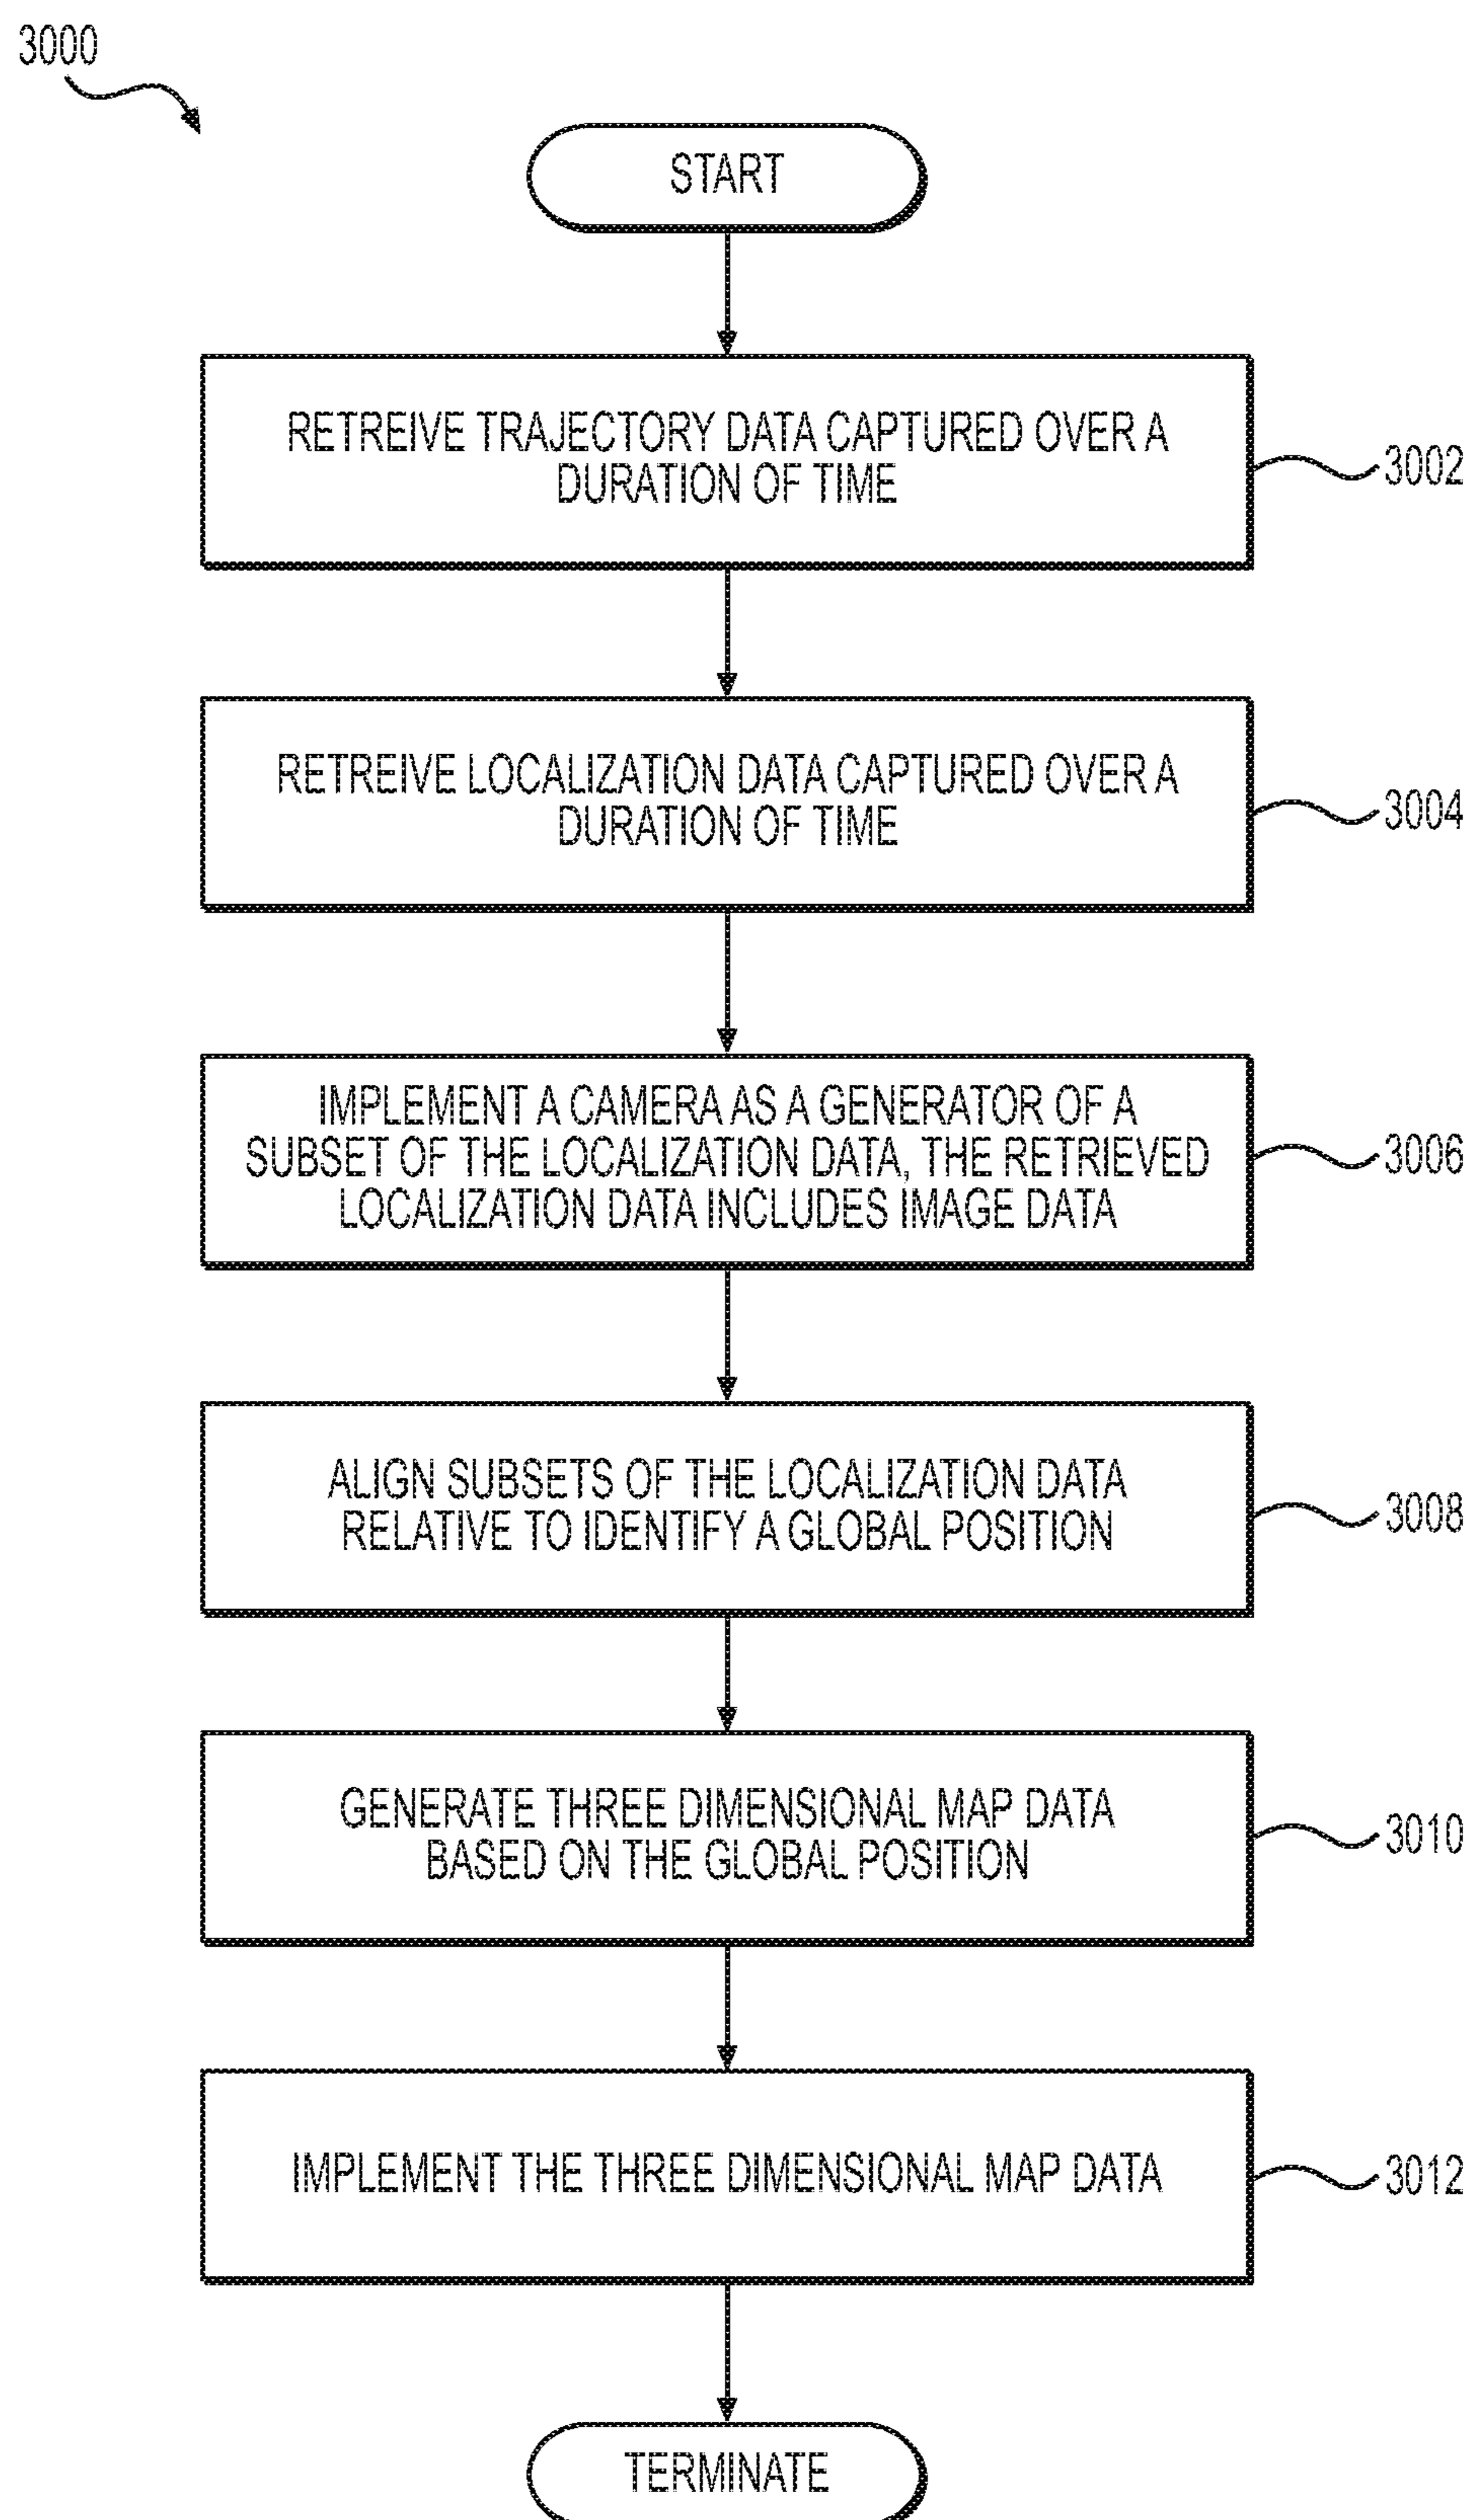 3000
START
RETREIVE TRAJECTORY DATA CAPTURED OVER A
DURATION OF TIME
3002
RETREIVE LOCALIZATION DATA CAPTURED OVER A
DURATION OF TIME
3004
IMPLEMENT A CAMERA AS A GENERATOR OF A
SUBSET OF THE LOCALIZATION DATA, THE RETRIEVED
LOCALIZATION DATA INCLUDES IMAGE DATA
3006
ALIGN SUBSETS OF THE LOCALIZATION DATA
RELATIVE TO IDENTIFY A GLOBAL POSITION
3008
GENERATE THREE DIMENSIONAL MAP DATA
BASED ON THE GLOBAL POSITION
3010
IMPLEMENT THE THREE DIMENSIONAL MAP DATA
3012
TERMINATE